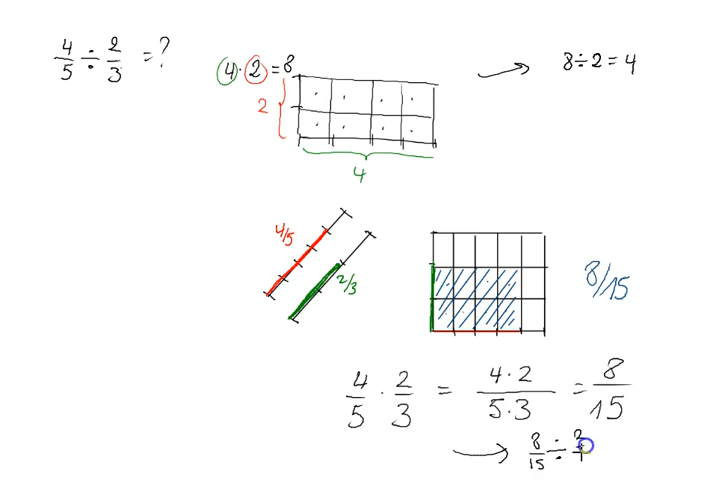 4/5 ÷ 2/3 = ?
4 · 2 = 8
8 ÷ 2 = 4
2
4
4/5
2/3
8/15
4/5 · 2/3 = 4 · 2 / 5 · 3 = 8/15
8/15 ÷ 2